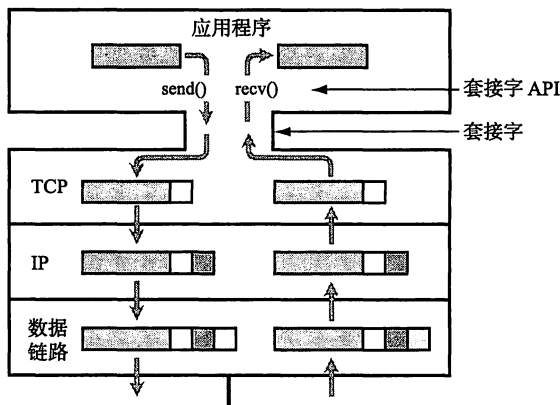 应用程序
send()
recv()
套接字 API
套接字
TCP
IP
数据
链路